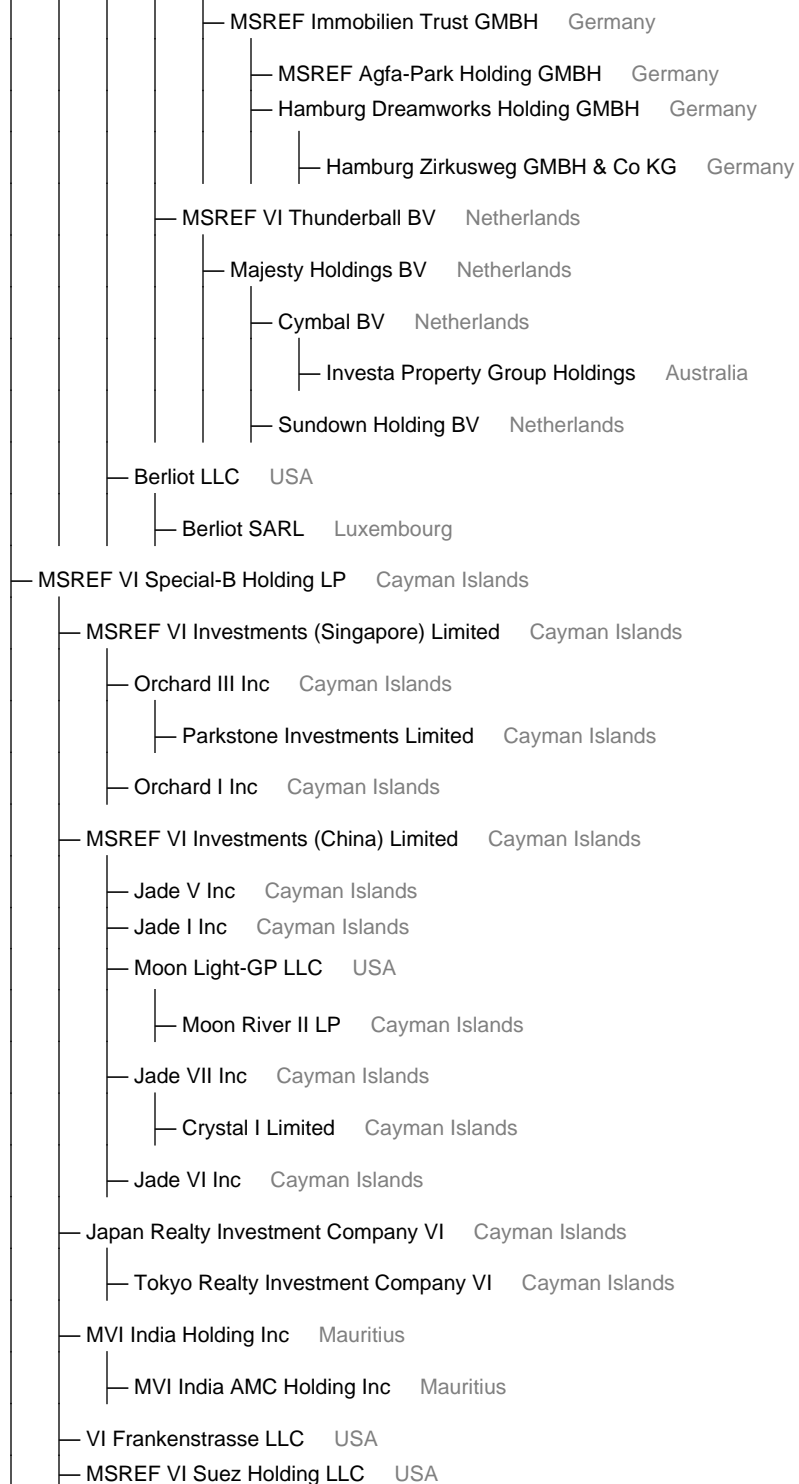 MSREF Immobilien Trust GMBH Germany
MSREF Agfa-Park Holding GMBH Germany
Hamburg Dreamworks Holding GMBH Germany
Hamburg Zirkusweg GMBH & Co KG Germany
MSREF VI Thunderball BV Netherlands
Majesty Holdings BV Netherlands
Cymbal BV Netherlands
Investa Property Group Holdings Australia
Sundown Holding BV Netherlands
Berliot LLC USA
Berliot SARL Luxembourg
MSREF VI Special-B Holding LP Cayman Islands
MSREF VI Investments (Singapore) Limited Cayman Islands
Orchard III Inc Cayman Islands
Parkstone Investments Limited Cayman Islands
Orchard I Inc Cayman Islands
MSREF VI Investments (China) Limited Cayman Islands
Jade V Inc Cayman Islands
Jade I Inc Cayman Islands
Moon Light-GP LLC USA
Moon River II LP Cayman Islands
Jade VII Inc Cayman Islands
Crystal I Limited Cayman Islands
Jade VI Inc Cayman Islands
Japan Realty Investment Company VI Cayman Islands
Tokyo Realty Investment Company VI Cayman Islands
MVI India Holding Inc Mauritius
MVI India AMC Holding Inc Mauritius
VI Frankenstrasse LLC USA
MSREF VI Suez Holding LLC USA